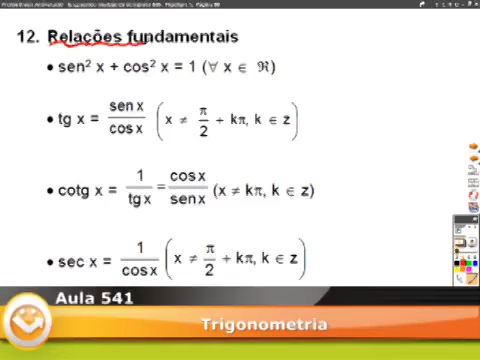 12. Relações fundamentais
• sen² x + cos² x = 1 (∀ x ∈ ℜ)
• tg x = sen x / cos x (x ≠ π/2 + kπ, k ∈ z)
• cotg x = 1 / tg x = cos x / sen x (x ≠ kπ, k ∈ z)
• sec x = 1 / cos x (x ≠ π/2 + kπ, k ∈ z)
Aula 541
Trigonometria